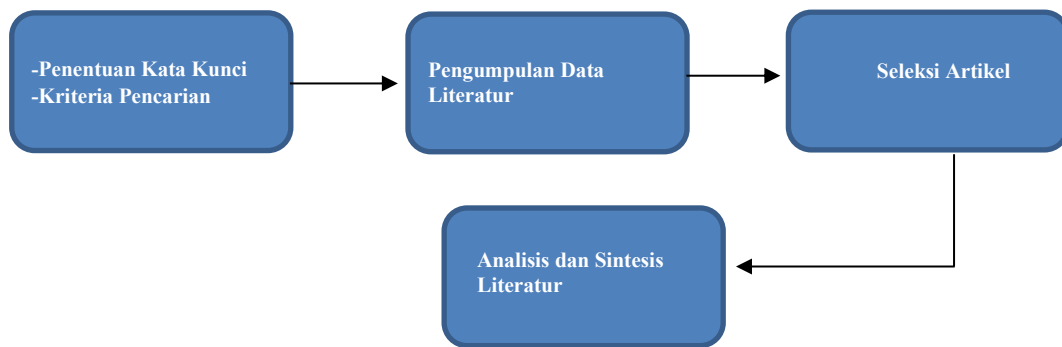 -Penentuan Kata Kunci
-Kriteria Pencarian
Pengumpulan Data
Literatur
Seleksi Artikel
Analisis dan Sintesis
Literatur